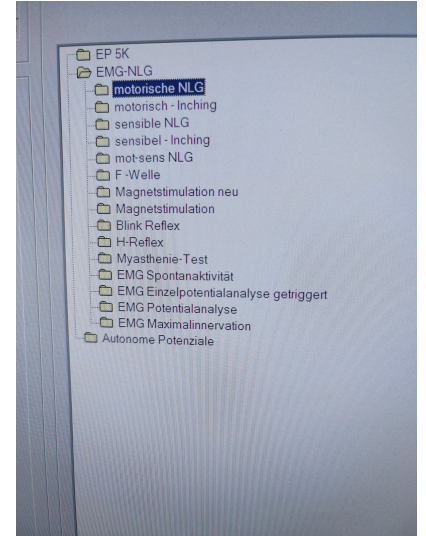 EP 5K
EMG-NLG
motorische NLG
motorisch - Inching
sensible NLG
sensibel - Inching
mot-sens NLG
F -Welle
Magnetstimulation neu
Magnetstimulation
Blink Reflex
H-Reflex
Myasthenie-Test
EMG Spontanaktivität
EMG Einzelpotentialanalyse getriggert
EMG Potentialanalyse
EMG Maximalinnervation
Autonome Potenziale